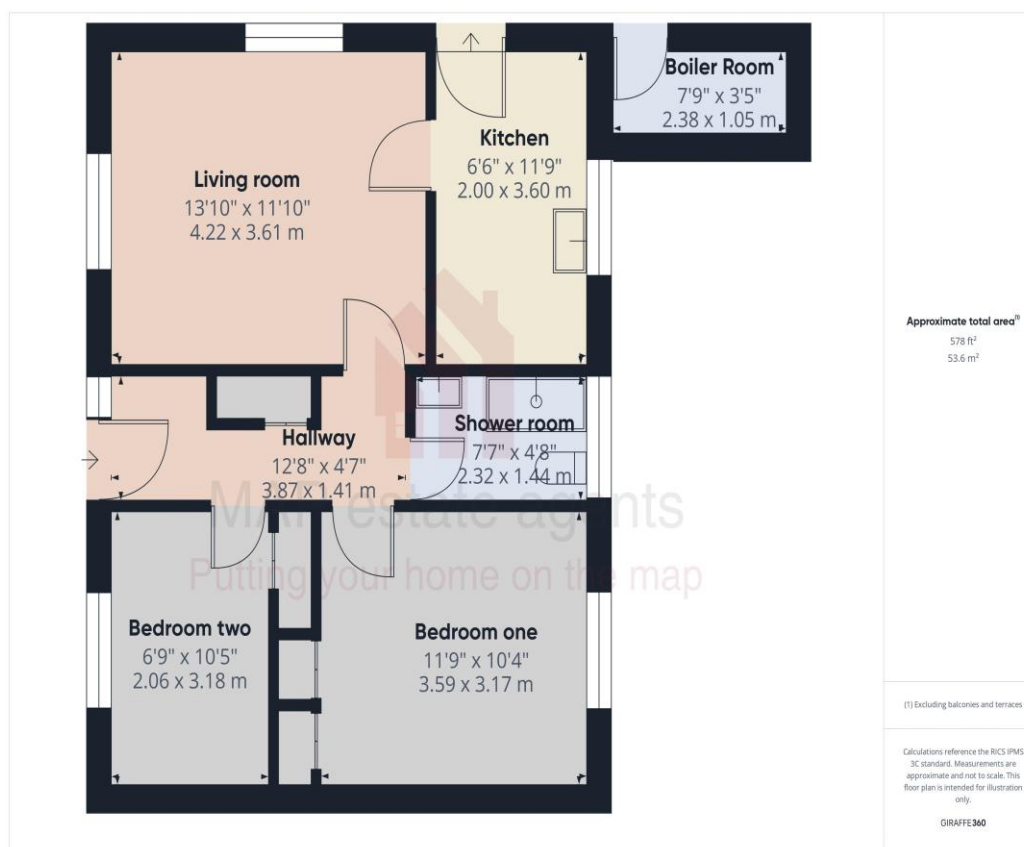 Boiler Room
7'9" x 3'5"
2.38 x 1.05 m
Kitchen
6'6" x 11'9"
2.00 x 3.60 m
Living room
13'10" x 11'10"
4.22 x 3.61 m
Shower room
7'7" x 4'8"
2.32 x 1.44 m
Hallway
12'8" x 4'7"
3.87 x 1.41 m
MAP estate agents
Putting your home on the map
Bedroom two
6'9" x 10'5"
2.06 x 3.18 m
Bedroom one
11'9" x 10'4"
3.59 x 3.17 m
Approximate total area(1)
578 ft²
53.6 m²
(1) Excluding balconies and terraces
Calculations reference the RICS IPMS
3C standard. Measurements are
approximate and not to scale. This
floor plan is intended for illustration
only.
GIRAFFE360